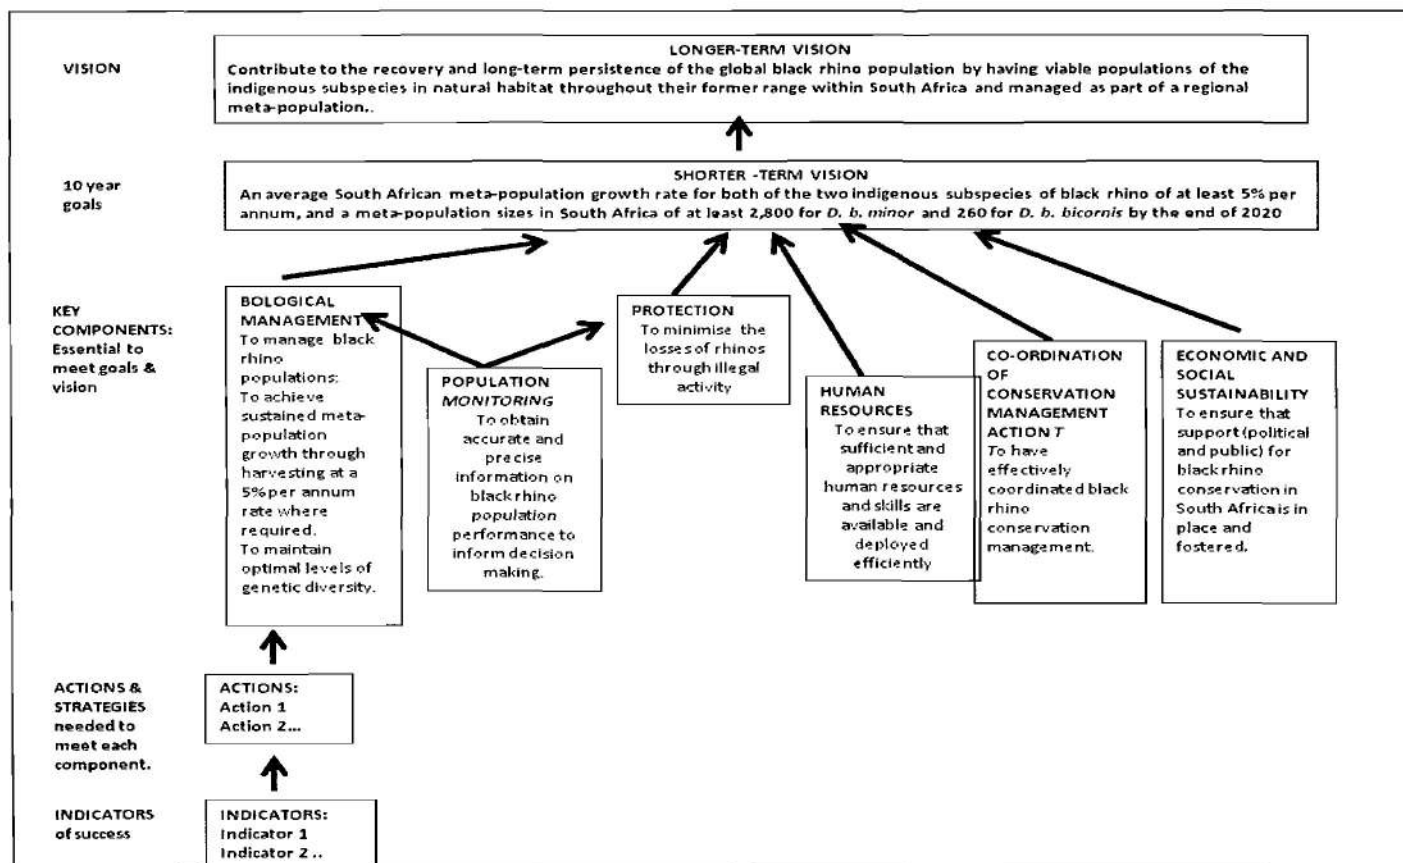 VISION
LONGER-TERM VISION
Contribute to the recovery and long-term persistence of the global black rhino population by having viable populations of the
indigenous subspecies in natural habitat throughout their former range within South Africa and managed as part of a regional
meta-population..
10 year
goals
SHORTER -TERM VISION
An average South African meta-population growth rate for both of the two indigenous subspecies of black rhino of at least 5% per
annum, and a meta-population sizes in South Africa of at least 2,800 for D. b. minor and 260 for D. b. bicornis by the end of 2020
KEY
COMPONENTS:
Essential to
meet goals &
vision
BOLOGICAL
MANAGEMENT
To manage black
rhino
populations:
To achieve
sustained meta-
population
growth through
harvesting at a
5% per annum
rate where
required.
To maintain
optimal levels of
genetic diversity.
POPULATION
MONITORING
To obtain
accurate and
precise
information on
black rhino
population
performance to
inform decision
making.
PROTECTION
To minimise the
losses of rhinos
through illegal
activity
HUMAN
RESOURCES
To ensure that
sufficient and
appropriate
human resources
and skills are
available and
deployed
efficiently
CO-ORDINATION
OF
CONSERVATION
MANAGEMENT
ACTION T
To have
effectively
coordinated black
rhino
conservation
management.
ECONOMIC AND
SOCIAL
SUSTAINABILITY
To ensure that
support (political
and public) for
black rhino
conservation in
South Africa is in
place and
fostered.
ACTIONS &
STRATEGIES
needed to
meet each
component.
ACTIONS:
Action 1
Action 2...
INDICATORS
of success
INDICATORS:
Indicator 1
Indicator 2 ..